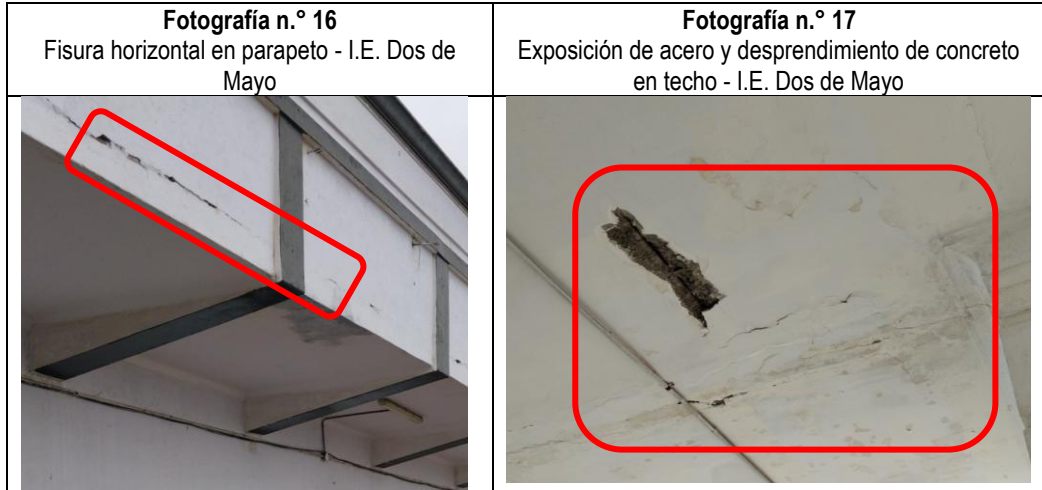 Fotografía n.° 16
Fisura horizontal en parapeto - I.E. Dos de
Mayo
Fotografía n.° 17
Exposición de acero y desprendimiento de concreto
en techo - I.E. Dos de Mayo